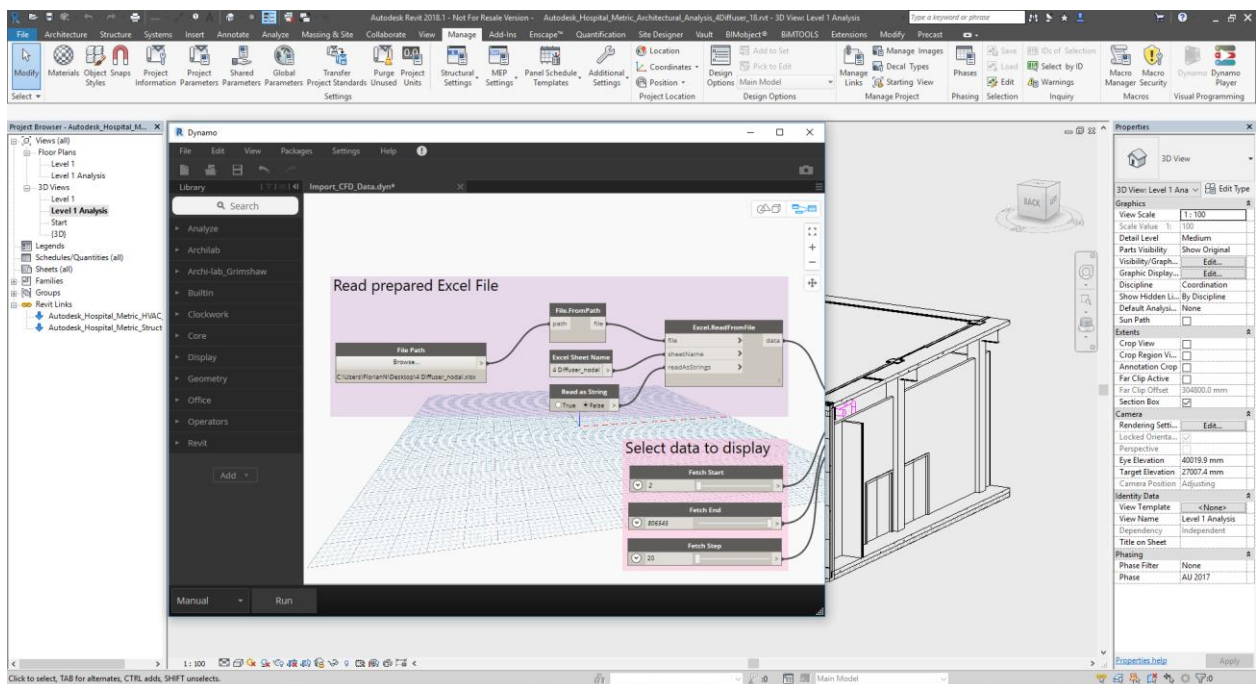 Autodesk Revit 2018.1 - Not For Resale Version - Autodesk_Hospital_Metric_Architectural_Analysis_4Diffuser_18.rvt - 3D View: Level 1 Analysis
Type a keyword or phrase
File Architecture Structure Systems Insert Annotate Analyze Massing & Site Collaborate View Manage Add-Ins Enscape™ Quantification Site Designer Vault BIMobject® BiMTOOLS Extensions Modify Precast
Modify Materials Object Styles Snaps Project Information Project Parameters Shared Parameters Global Parameters Transfer Project Standards Purge Unused Project Units Structural Settings MEP Settings Panel Schedule Templates Additional Settings
Location
Coordinates
Position
Design Options
Add to Set
Pick to Edit
Main Model
Manage Links
Manage Images
Decal Types
Starting View
Phases
Save
Load
Edit
IDs of Selection
Select by ID
Warnings
Macro Manager Macro Security Dynamo Dynamo Player
Select Settings Project Location Design Options Manage Project Phasing Selection Inquiry Macros Visual Programming
Project Browser - Autodesk_Hospital_M...
Views (all)
Floor Plans
Level 1
Level 1 Analysis
3D Views
Level 1
Level 1 Analysis
Start
{3D}
Legends
Schedules/Quantities (all)
Sheets (all)
Families
Groups
Revit Links
Autodesk_Hospital_Metric_HVAC_
Autodesk_Hospital_Metric_Struct
Dynamo
File Edit View Packages Settings Help
Library
Import_CFD_Data.dyn*
Search
Analyze
Archilab
Archi-lab_Grimshaw
BuiltIn
Clockwork
Core
Display
Geometry
Office
Operators
Revit
Add
Manual Run
Read prepared Excel File
File Path
Browse...
C:\Users\FlorianN\Desktop\4 Diffuser_nodal.xlsx
File.FromPath
path file
Excel Sheet Name
4 Diffuser_nodal
Read as String
True False
Excel.ReadFromFile
file data
sheetName
readAsStrings
Select data to display
Fetch Start
2
Fetch End
806345
Fetch Step
20
BACK
Properties
3D View
3D View: Level 1 Ana Edit Type
Graphics
View Scale 1 : 100
Scale Value 1: 100
Detail Level Medium
Parts Visibility Show Original
Visibility/Graph... Edit...
Graphic Display... Edit...
Discipline Coordination
Show Hidden Li... By Discipline
Default Analysi... None
Sun Path
Extents
Crop View
Crop Region Vi...
Annotation Crop
Far Clip Active
Far Clip Offset 304800.0 mm
Section Box
Camera
Rendering Setti... Edit...
Locked Orienta...
Perspective
Eye Elevation 40019.9 mm
Target Elevation 27007.4 mm
Camera Position Adjusting
Identity Data
View Template <None>
View Name Level 1 Analysis
Dependency Independent
Title on Sheet
Phasing
Phase Filter None
Phase AU 2017
Properties help Apply
1 : 100
Click to select, TAB for alternates, CTRL adds, SHIFT unselects.
:0
Main Model
:0